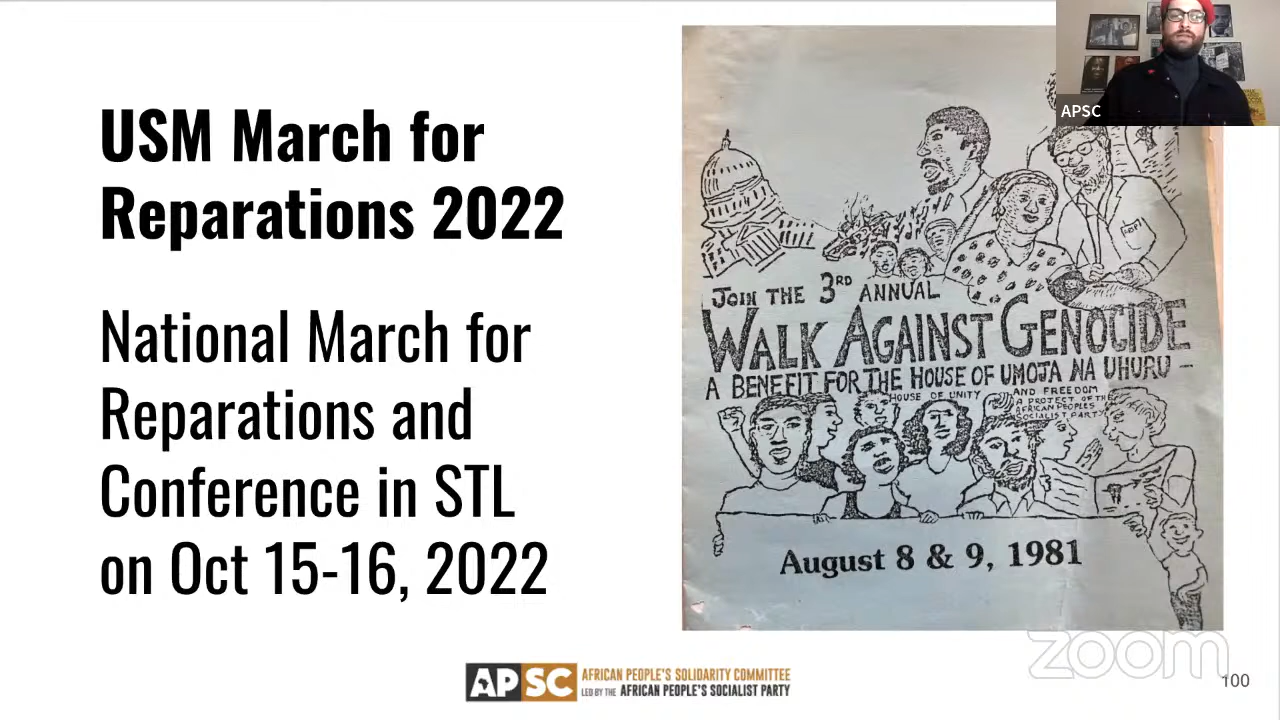 USM March for
Reparations 2022
National March for
Reparations and
Conference in STL
on Oct 15-16, 2022
APSC
JOIN THE 3RD ANNUAL
WALK AGAINST GENOCIDE
A BENEFIT FOR THE HOUSE OF UMOJA NA UHURU –
HOUSE OF UNITY AND FREEDOM
A PROJECT OF THE
AFRICAN PEOPLES
SOCIALIST PARTY
August 8 & 9, 1981
zoom
APSC
AFRICAN PEOPLE'S SOLIDARITY COMMITTEE
LED BY THE AFRICAN PEOPLE'S SOCIALIST PARTY
100